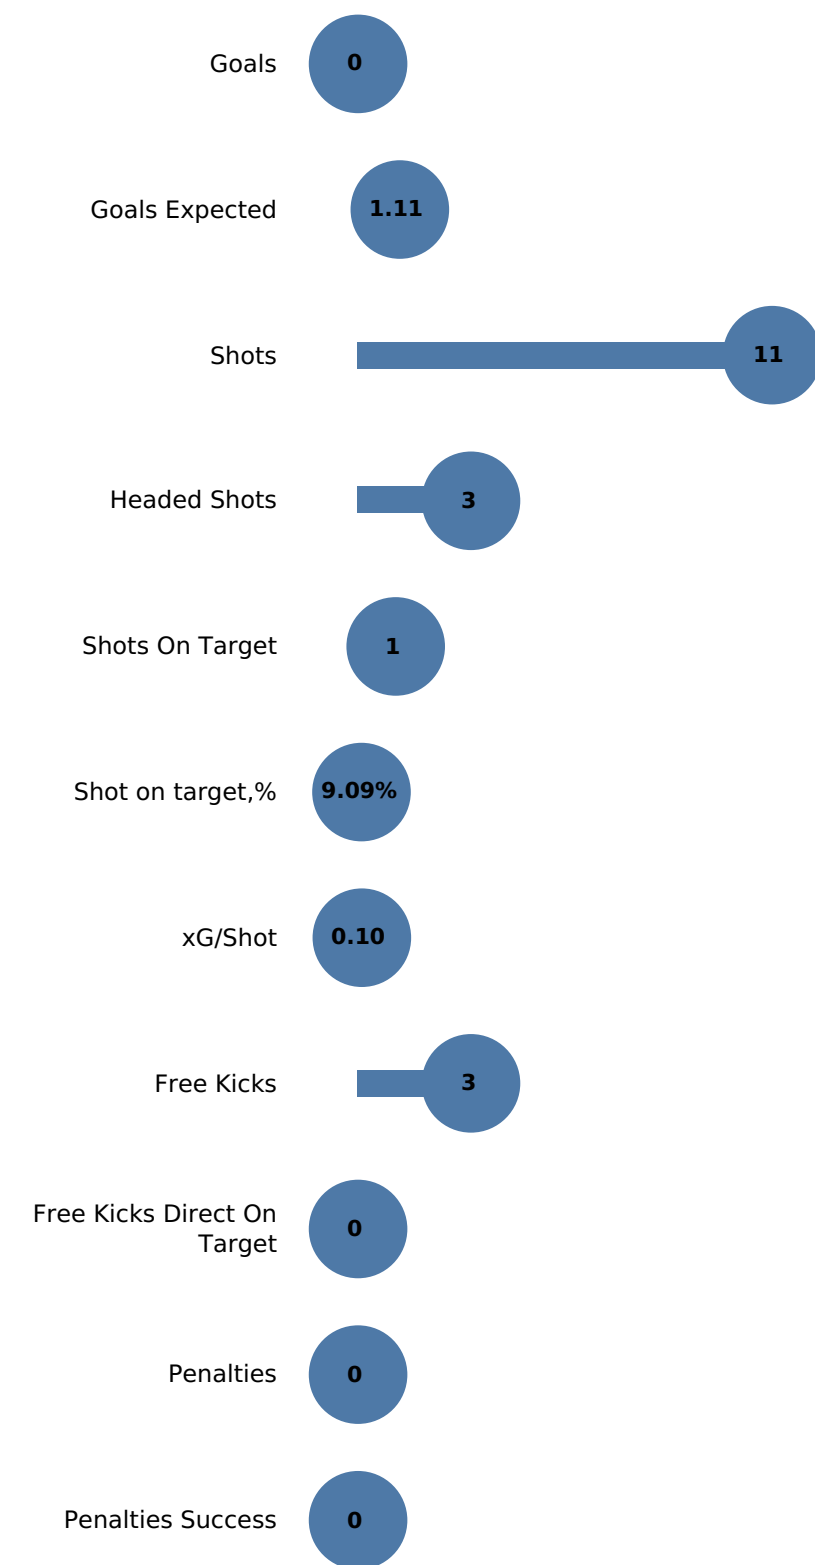 Goals 0
Goals Expected 1.11
Shots 11
Headed Shots 3
Shots On Target 1
Shot on target,% 9.09%
xG/Shot 0.10
Free Kicks 3
Free Kicks Direct On
Target 0
Penalties 0
Penalties Success 0